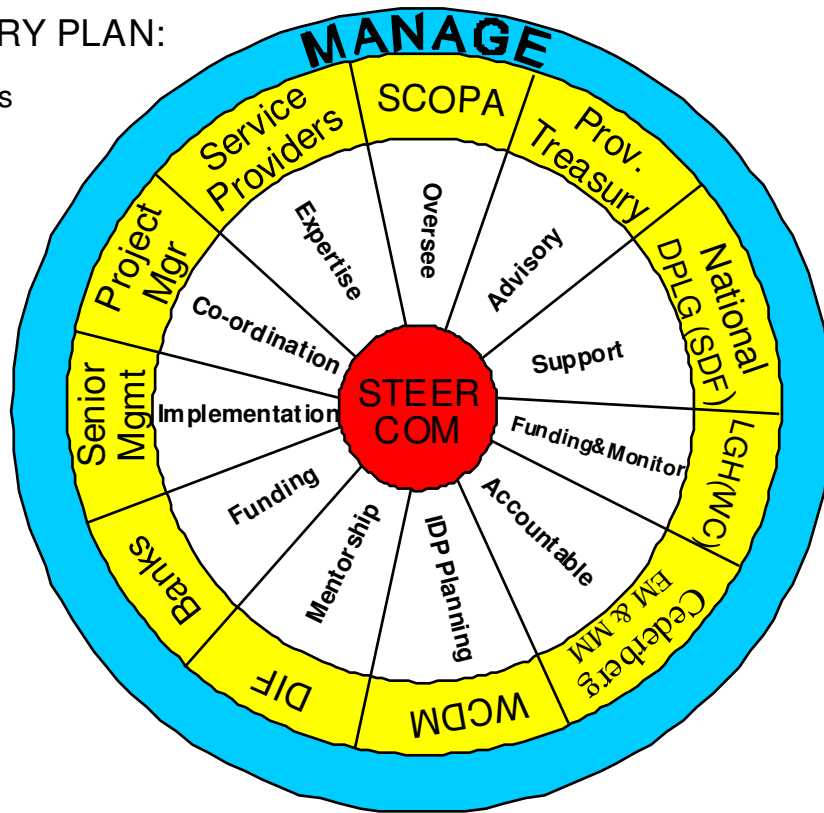 RY PLAN:
s
MANAGE
SCOPA
Prov.
Treasury
National
DPLG (SDF)
LGH(WC)
Cederberg
EM & MM
WCDM
DIF
Banks
Senior
Mgmt
Project
Mgr
Service
Providers
Oversee
Advisory
Support
Funding&Monitor
Accountable
IDP Planning
Mentorship
Funding
Implementation
Co-ordination
Expertise
STEER
COM